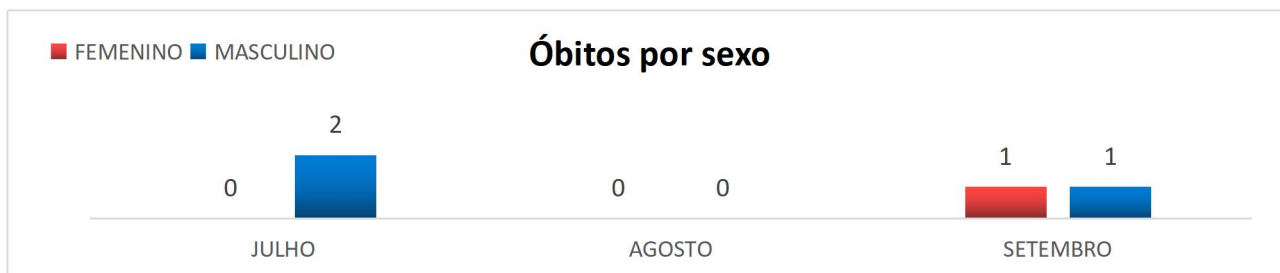 FEMENINO MASCULINO
Óbitos por sexo
2
0
0 0
1 1
JULHO AGOSTO SETEMBRO